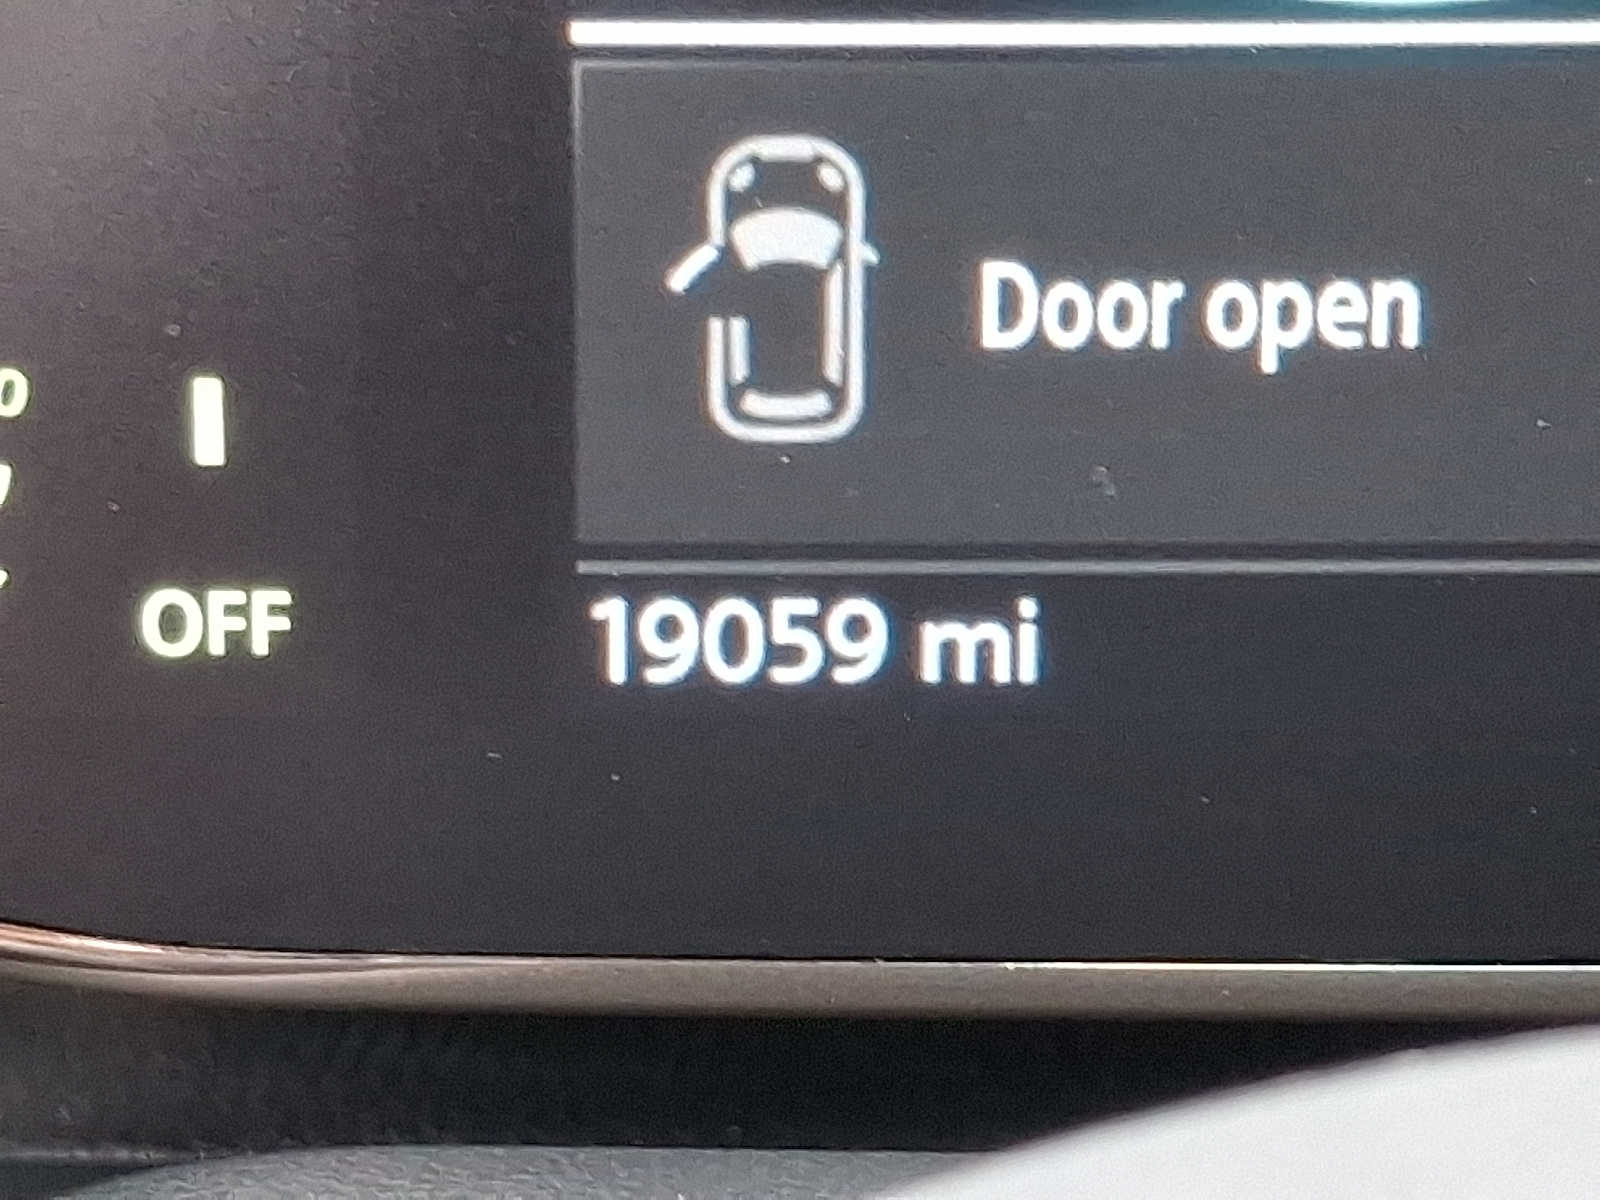 Door open
OFF
19059 mi